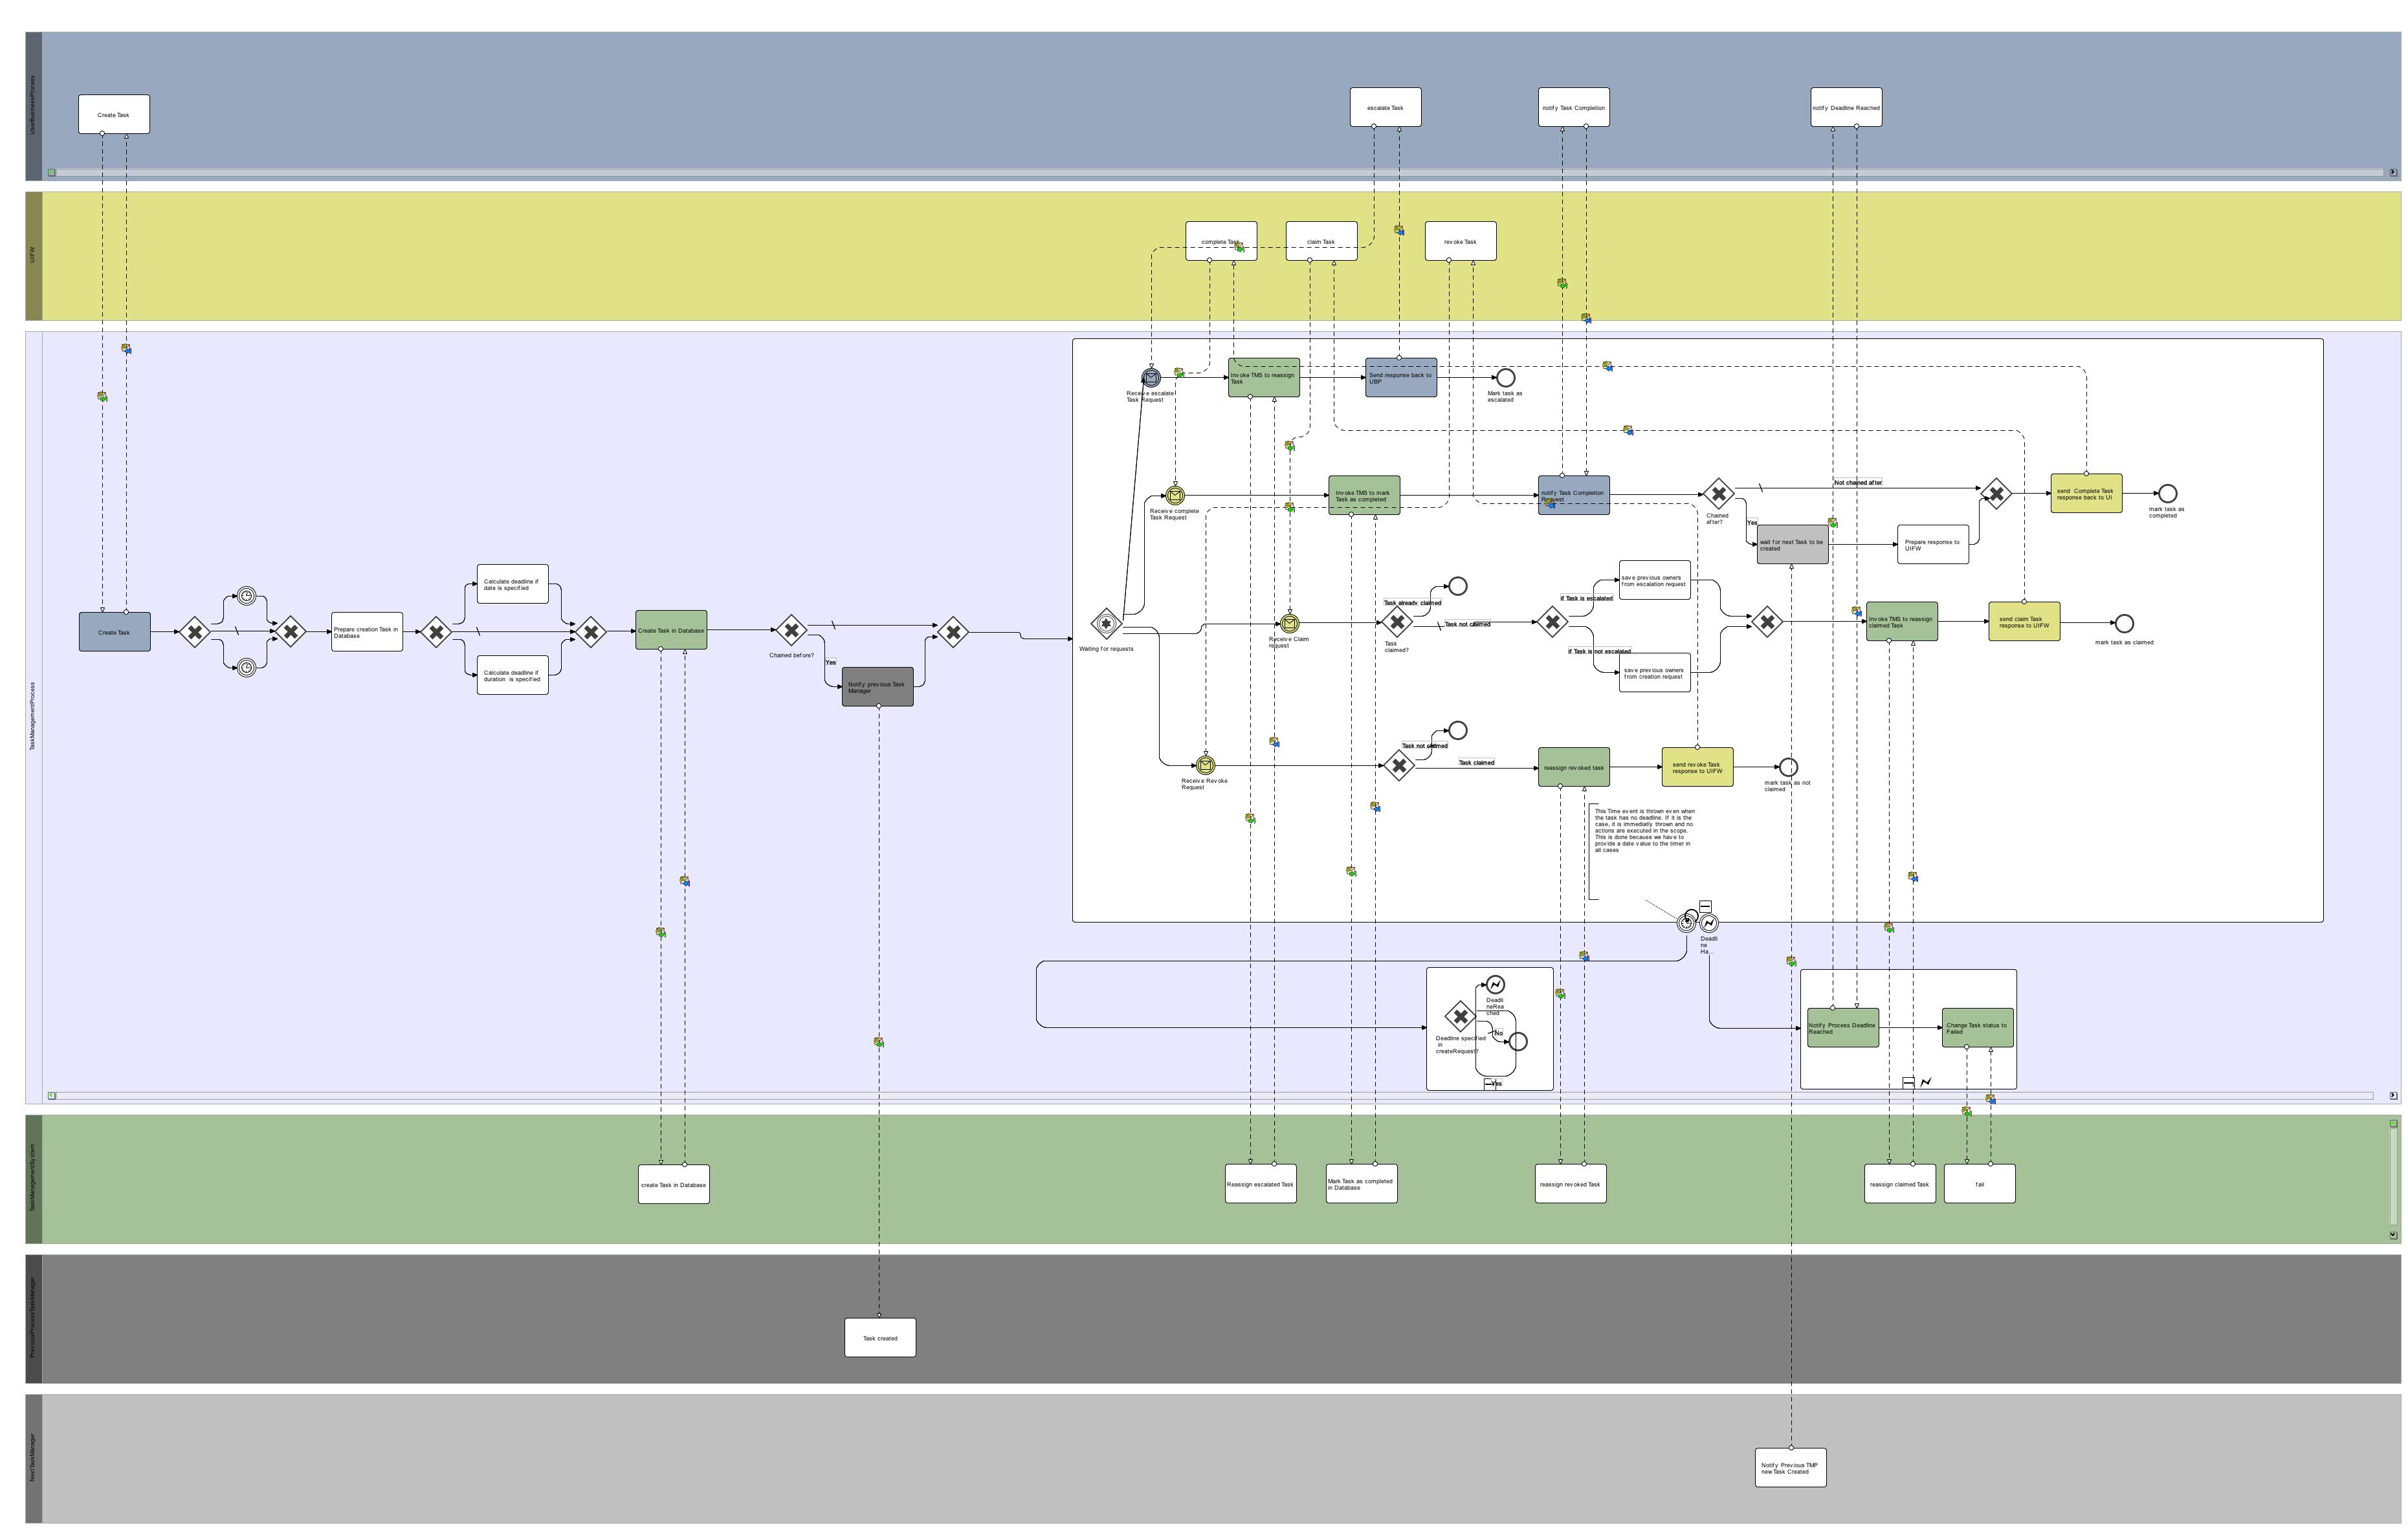 UserBusinessProcess
Create Task
escalate Task
notify Task Completion
notify Deadline Reached
UIFW
complete Task
claim Task
revoke Task
TaskManagementProcess
Receive escalate
Task Request
Invoke TMS to reassign
Task
Send response back to
UBP
Mark task as
escalated
Receive complete
Task Request
Invoke TMS to mark
Task as completed
notify Task Completion
Request
Chained
after?
Not chained after
Yes
wait for next Task to be
created
Prepare response to
UIFW
send Complete Task
response back to UI
mark task as
completed
Create Task
Prepare creation Task in
Database
Calculate deadline if
date is specified
Calculate deadline if
duration is specified
Create Task in Database
Chained before?
Yes
Notify previous Task
Manager
Waiting for requests
Receive Claim
request
Task already claimed
Task not claimed
Task
claimed?
if Task is escalated
save previous owners
from escalation request
if Task is not escalated
save previous owners
from creation request
Invoke TMS to reassign
claimed Task
send claim Task
response to UIFW
mark task as claimed
Receive Revoke
Request
Task not claimed
Task claimed
reassign revoked task
send revoke Task
response to UIFW
mark task as not
claimed
This Time event is thrown even when
the task has no deadline. If it is the
case, it is immediatly thrown and no
actions are executed in the scope.
This is done because we have to
provide a date value to the timer in
all cases
Deadli
ne
Ha...
Deadli
neRea
ched
No
Deadline specified
in
createRequest?
Yes
Notify Process Deadline
Reached
Change Task status to
Failed
TaskManagementSystem
create Task in Database
Reassign escalated Task
Mark Task as completed
in Database
reassign revoked Task
reassign claimed Task
fail
PreviousProcessTaskManager
Task created
NextTaskManager
Notify Previous TMP
new Task Created